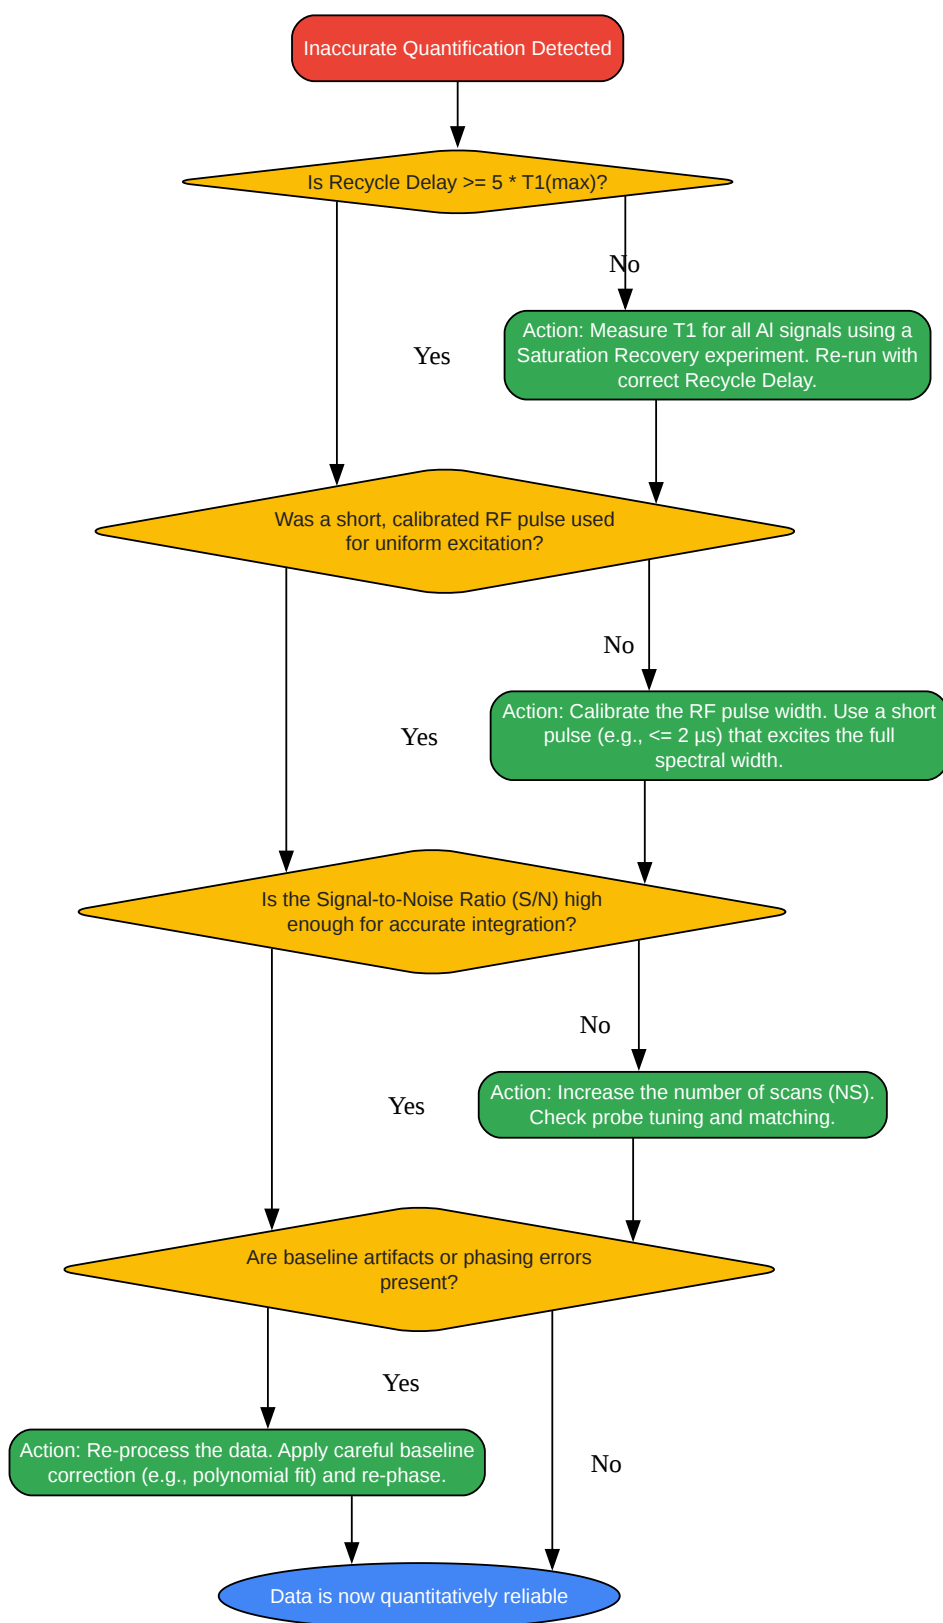 Inaccurate Quantification Detected
Is Recycle Delay >= 5 * T1(max)?
No
Action: Measure T1 for all Al signals using a
Saturation Recovery experiment. Re-run with
correct Recycle Delay.
Yes
Was a short, calibrated RF pulse used
for uniform excitation?
No
Action: Calibrate the RF pulse width. Use a short
pulse (e.g., <= 2 µs) that excites the full
spectral width.
Yes
Is the Signal-to-Noise Ratio (S/N) high
enough for accurate integration?
No
Action: Increase the number of scans (NS).
Check probe tuning and matching.
Yes
Are baseline artifacts or phasing errors
present?
Yes
Action: Re-process the data. Apply careful baseline
correction (e.g., polynomial fit) and re-phase.
No
Data is now quantitatively reliable